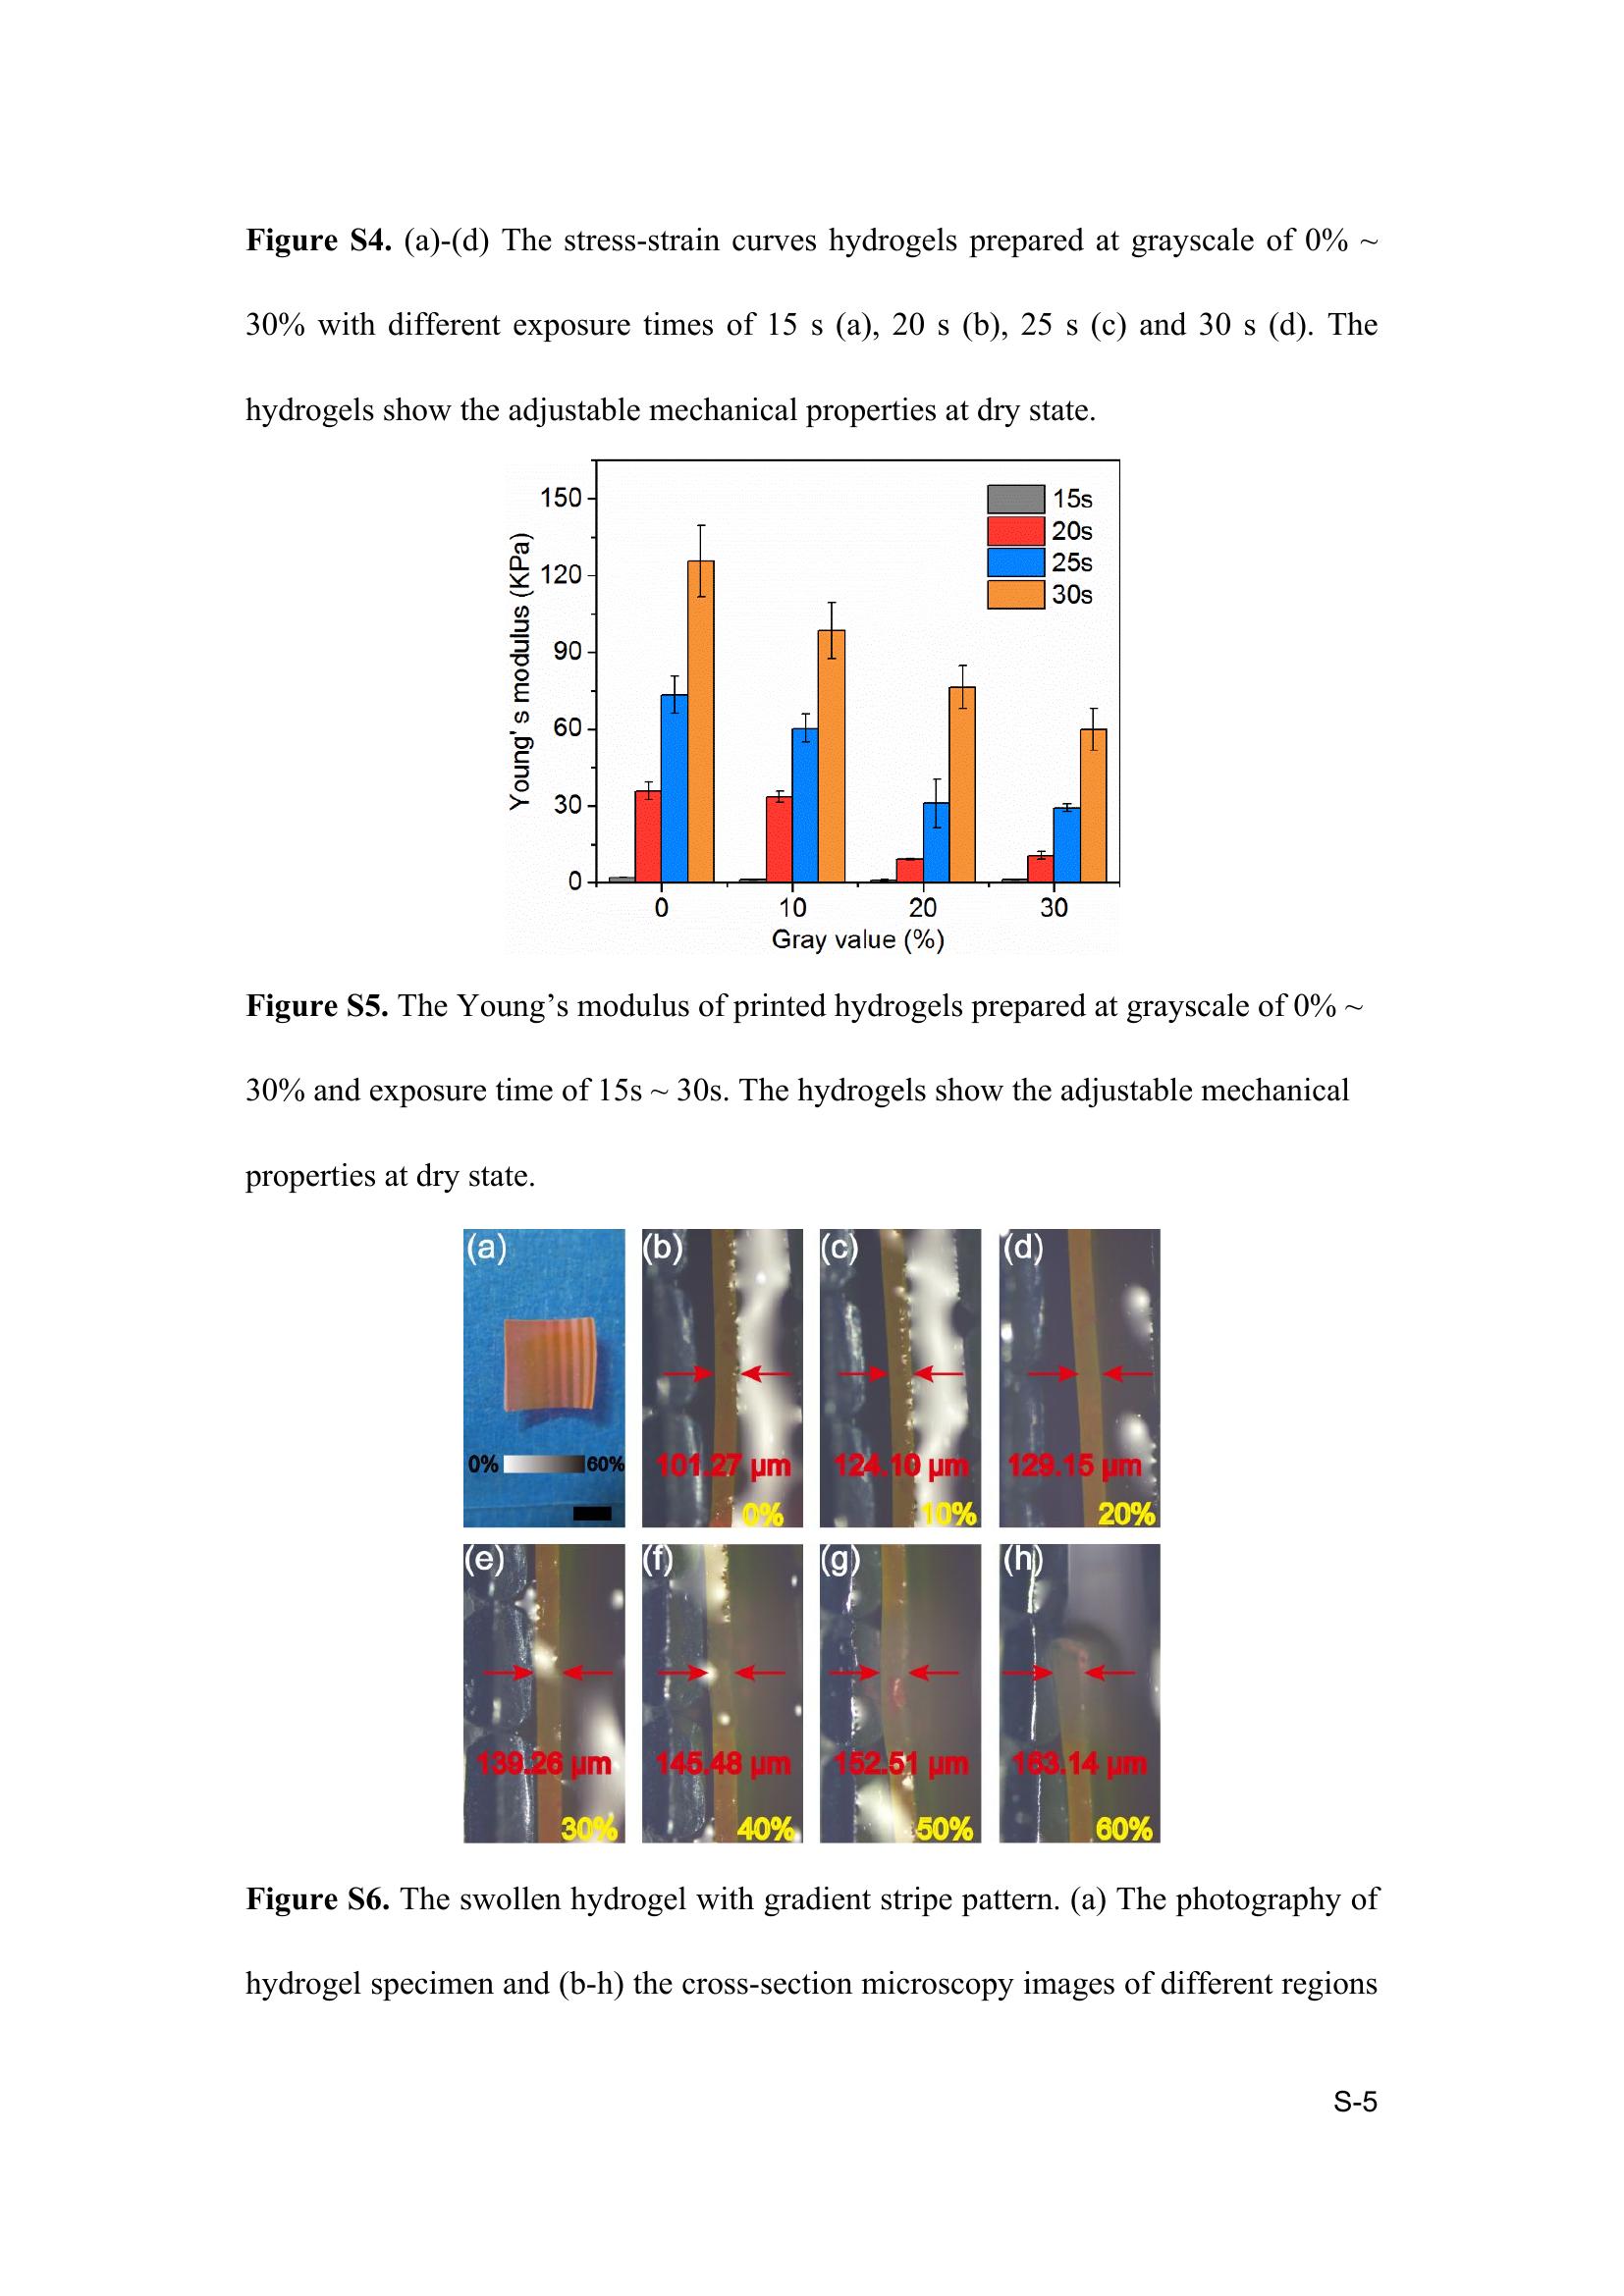 Figure S4. (a)-(d) The stress-strain curves hydrogels prepared at grayscale of 0% ~
30% with different exposure times of 15 s (a), 20 s (b), 25 s (c) and 30 s (d). The
hydrogels show the adjustable mechanical properties at dry state.
150
120
90
60
30
0
Young' s modulus (KPa)
15s
20s
25s
30s
0 10 20 30
Gray value (%)
Figure S5. The Young’s modulus of printed hydrogels prepared at grayscale of 0% ~
30% and exposure time of 15s ~ 30s. The hydrogels show the adjustable mechanical
properties at dry state.
(a) (b) (c) (d)
0% 60% 101.27 μm 124.10 μm 129.15 μm
0% 10% 20%
(e) (f) (g) (h)
139.26 μm 145.48 μm 152.51 μm 163.14 μm
30% 40% 50% 60%
Figure S6. The swollen hydrogel with gradient stripe pattern. (a) The photography of
hydrogel specimen and (b-h) the cross-section microscopy images of different regions
S-5